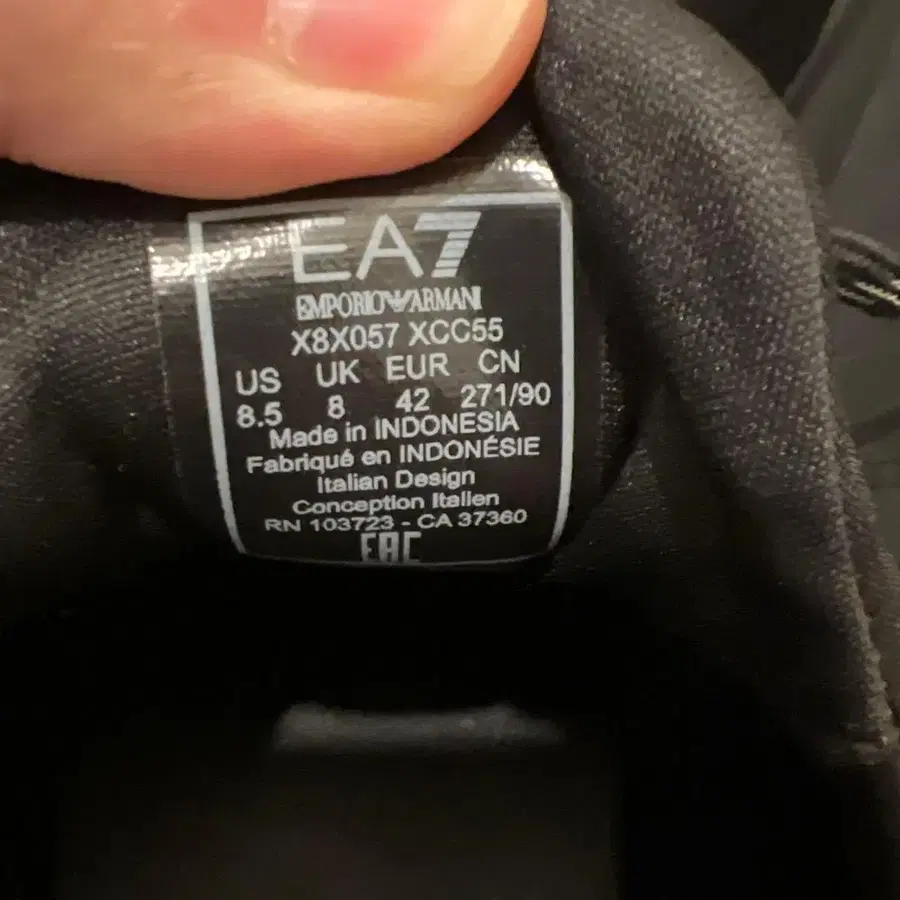 EA7
EMPORIO ARMANI
X8X057 XCC55
US UK EUR CN
8.5 8 42 271/90
Made in INDONESIA
Fabriqué en INDONÉSIE
Italian Design
Conception Italien
RN 103723 - CA 37360
EAC